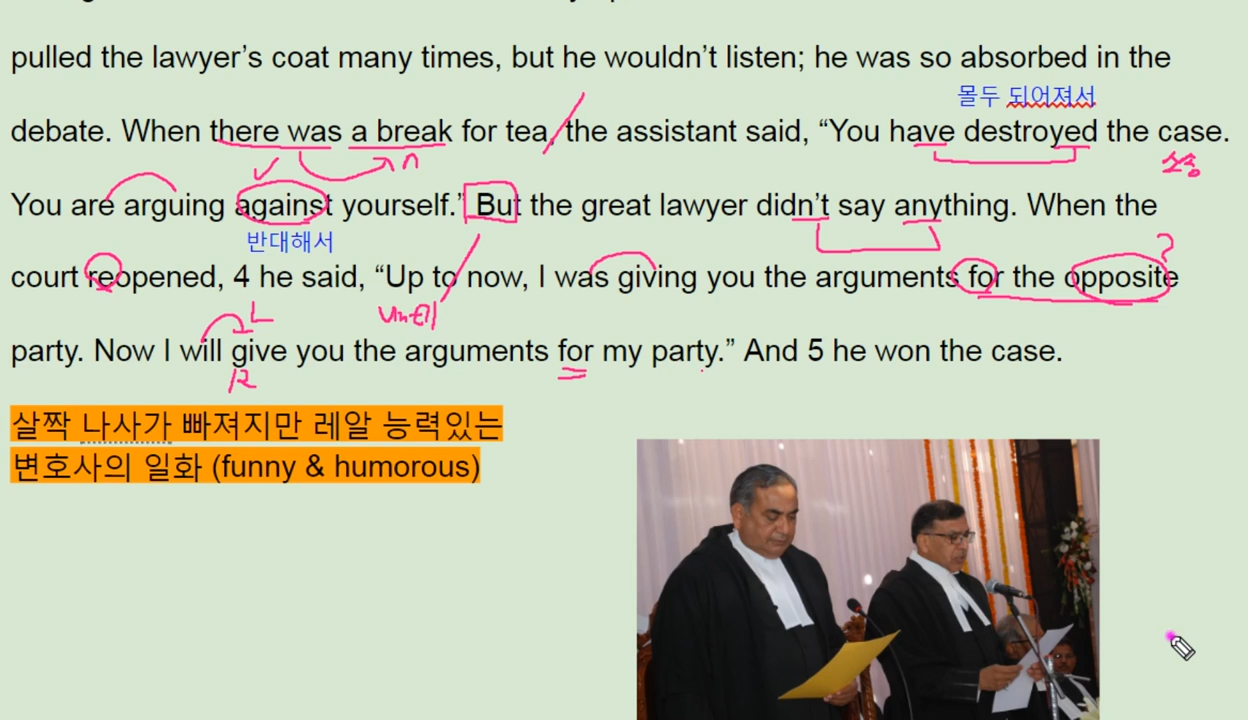 pulled the lawyer's coat many times, but he wouldn't listen; he was so absorbed in the
몰두 되어져서
debate. When there was a break for tea, the assistant said, "You have destroyed the case.
소송
You are arguing against yourself." But the great lawyer didn't say anything. When the
반대해서
court reopened, 4 he said, "Up to now, I was giving you the arguments for the opposite
until
party. Now I will give you the arguments for my party." And 5 he won the case.
살짝 나사가 빠져지만 레알 능력있는
변호사의 일화 (funny & humorous)